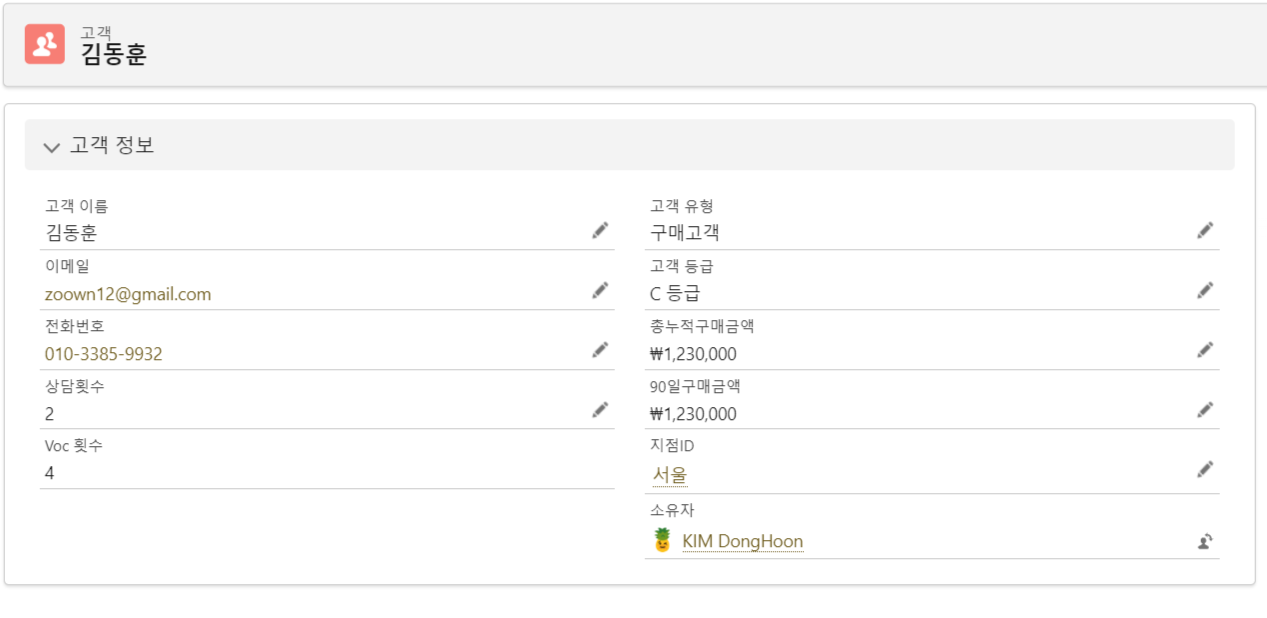 고객
김동훈
고객 정보
고객 이름
김동훈
이메일
zoown12@gmail.com
전화번호
010-3385-9932
상담횟수
2
Voc 횟수
4
고객 유형
구매고객
고객 등급
C 등급
총누적구매금액
₩1,230,000
90일구매금액
₩1,230,000
지점ID
서울
소유자
KIM DongHoon